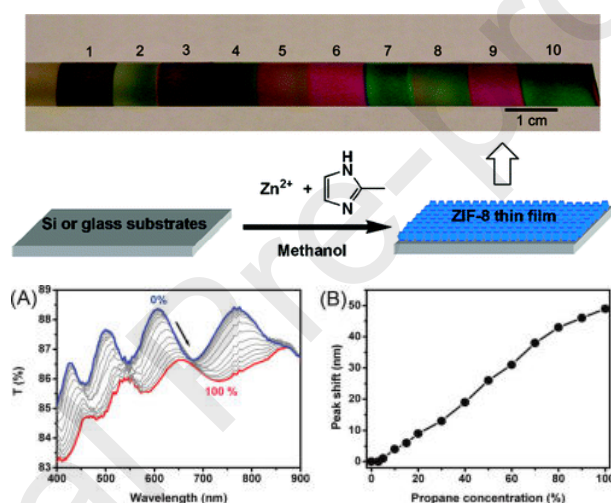 1 2 3 4 5 6 7 8 9 10
1 cm
Zn2+ +
H
N
N
Si or glass substrates
Methanol
ZIF-8 thin film
(A)
88
87
86
85
84
83
T (%)
0%
100 %
400 500 600 700 800 900
Wavelength (nm)
(B)
50
40
30
20
10
0
Peak shift (nm)
0 20 40 60 80 100
Propane concentration (%)